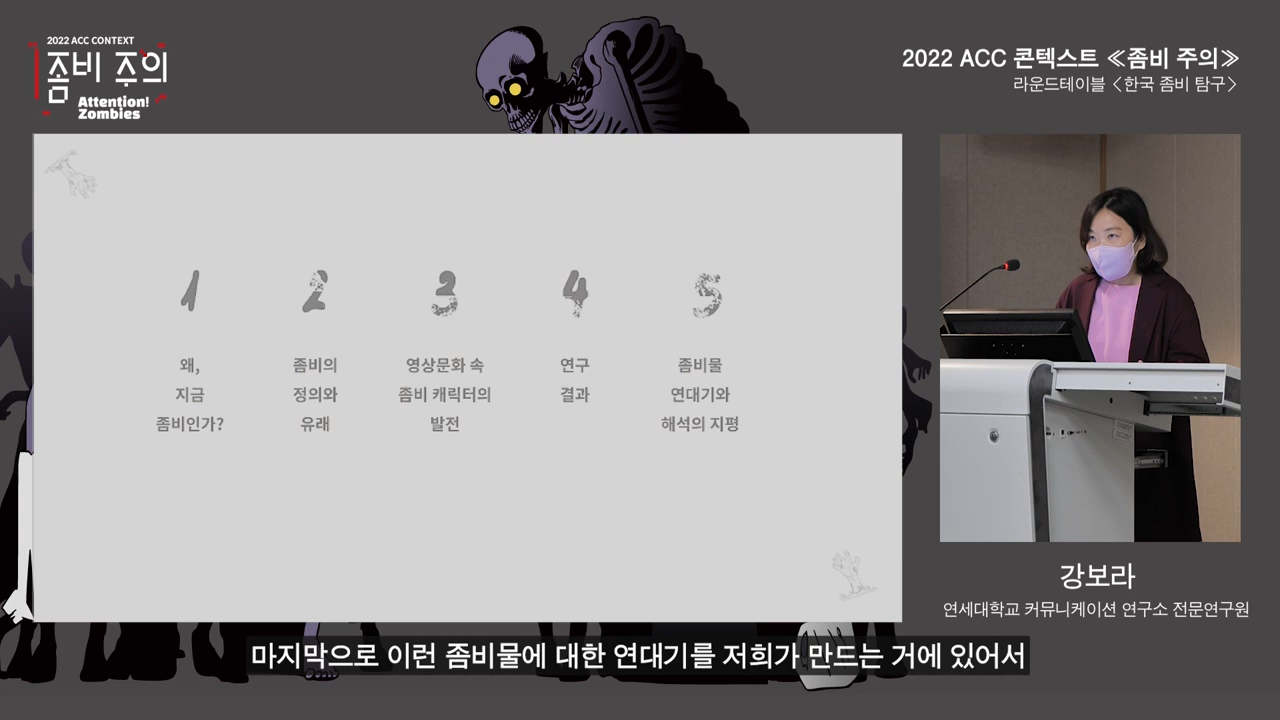 2022 ACC CONTEXT
좀비 주의
Attention!
Zombies
2022 ACC 콘텍스트 ≪좀비 주의≫
라운드테이블 〈한국 좀비 탐구〉
1
왜,
지금
좀비인가?
2
좀비의
정의와
유래
3
영상문화 속
좀비 캐릭터의
발전
4
연구
결과
5
좀비물
연대기와
해석의 지평
강보라
연세대학교 커뮤니케이션 연구소 전문연구원
마지막으로 이런 좀비물에 대한 연대기를 저희가 만드는 거에 있어서